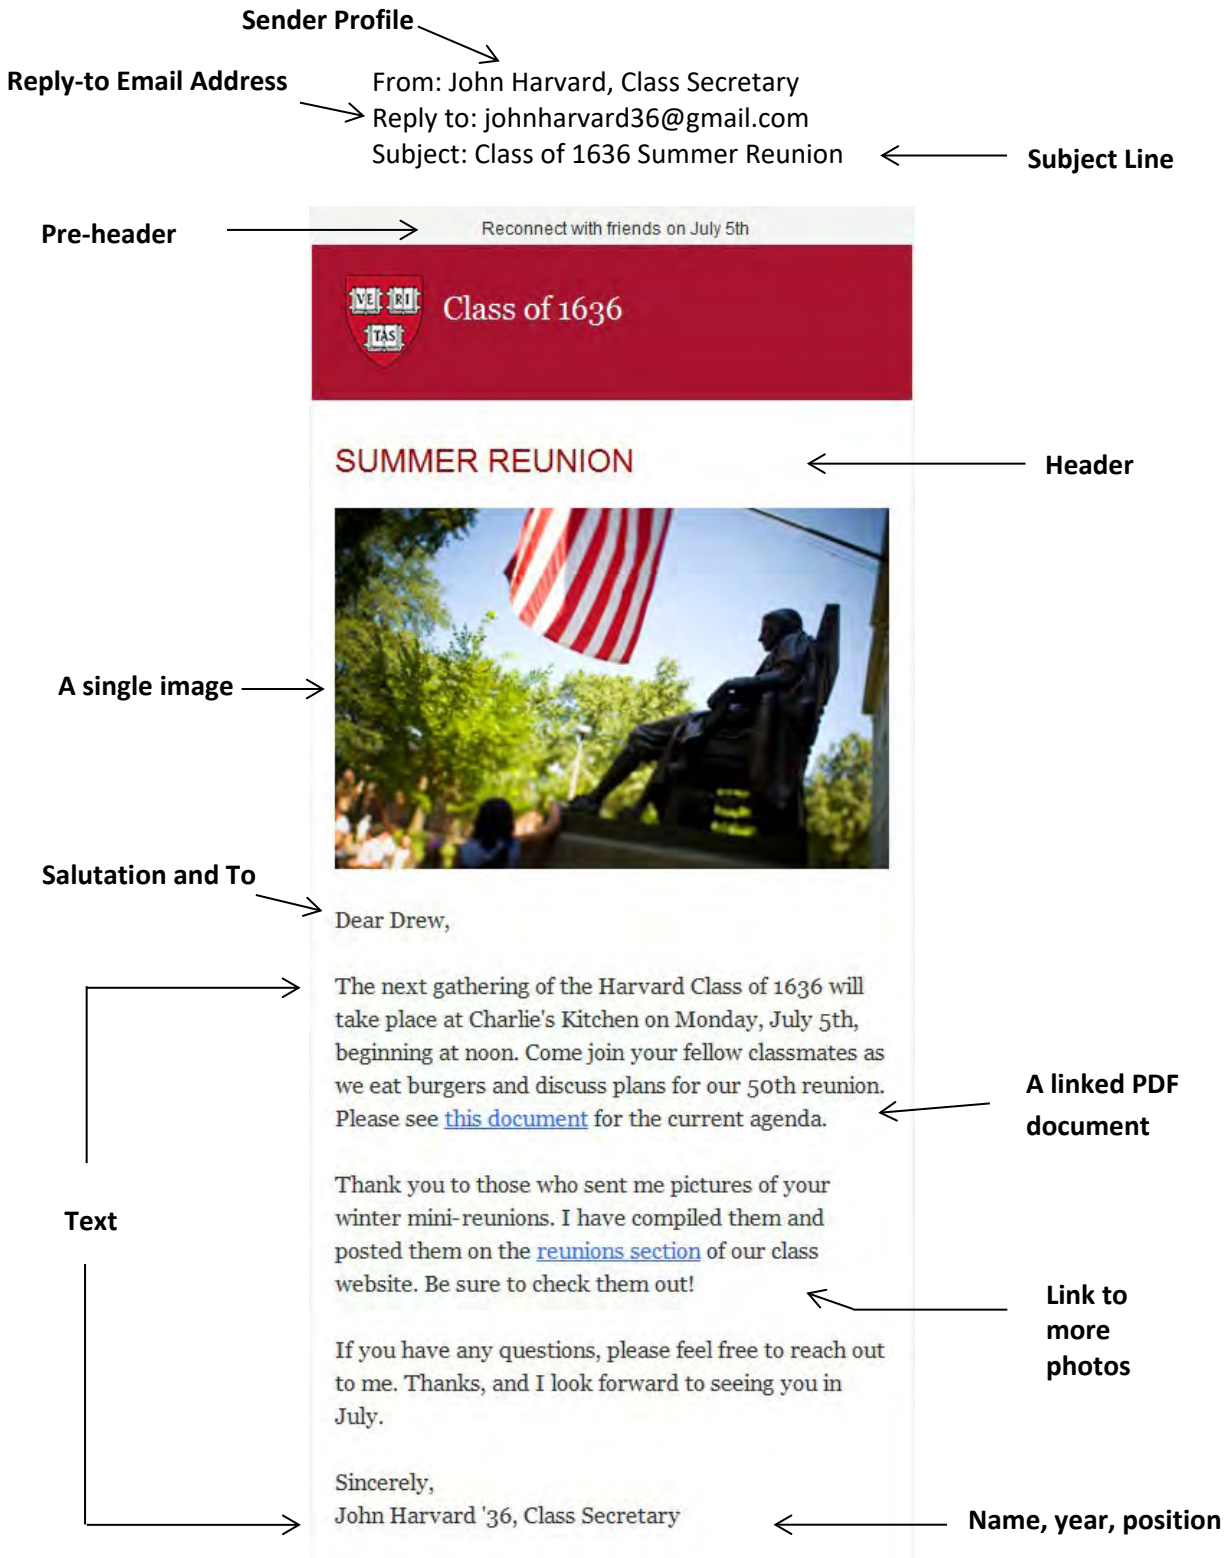 Sender Profile
Reply-to Email Address
From: John Harvard, Class Secretary
Reply to: johnharvard36@gmail.com
Subject: Class of 1636 Summer Reunion
Subject Line
Pre-header
Reconnect with friends on July 5th
VE RI
TAS
Class of 1636
SUMMER REUNION
Header
A single image
Salutation and To
Dear Drew,
The next gathering of the Harvard Class of 1636 will
take place at Charlie's Kitchen on Monday, July 5th,
beginning at noon. Come join your fellow classmates as
we eat burgers and discuss plans for our 50th reunion.
Please see this document for the current agenda.
A linked PDF
document
Thank you to those who sent me pictures of your
winter mini-reunions. I have compiled them and
posted them on the reunions section of our class
website. Be sure to check them out!
Text
Link to
more
photos
If you have any questions, please feel free to reach out
to me. Thanks, and I look forward to seeing you in
July.
Sincerely,
John Harvard '36, Class Secretary
Name, year, position